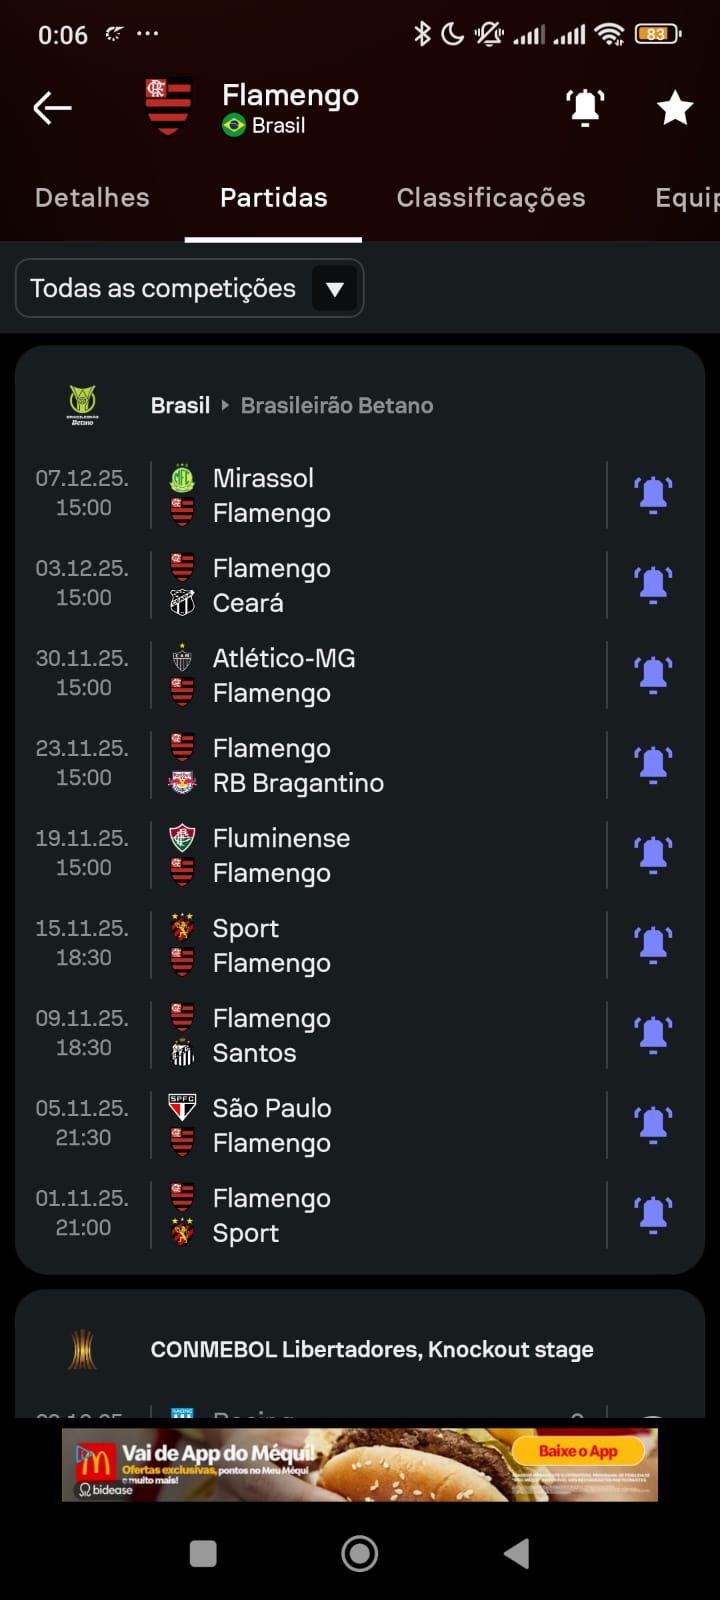 0:06
83
Flamengo
Brasil
Detalhes Partidas Classificações Equip
Todas as competições
Brasil Brasileirão Betano
07.12.25. Mirassol
15:00 Flamengo
03.12.25. Flamengo
15:00 Ceará
30.11.25. Atlético-MG
15:00 Flamengo
23.11.25. Flamengo
15:00 RB Bragantino
19.11.25. Fluminense
15:00 Flamengo
15.11.25. Sport
18:30 Flamengo
09.11.25. Flamengo
18:30 Santos
05.11.25. São Paulo
21:30 Flamengo
01.11.25. Flamengo
21:00 Sport
CONMEBOL Libertadores, Knockout stage
Racing
Vai de App do Méqui!
Ofertas exclusivas, pontos no Meu Méqui
e muito mais!
bidease
Baixe o App